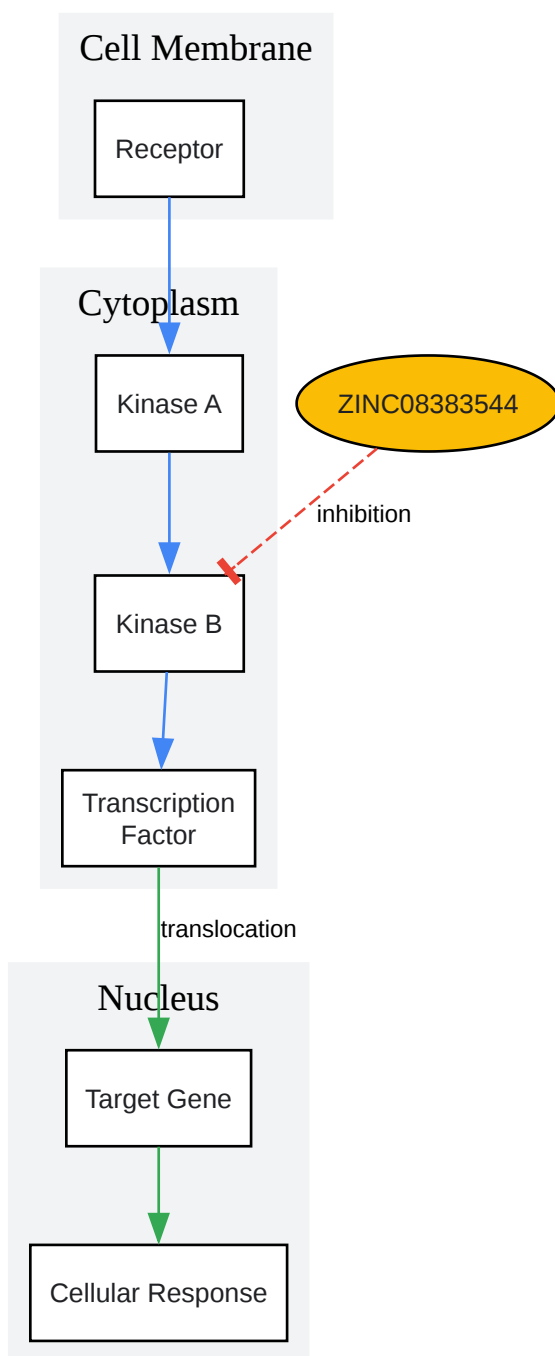 Cell Membrane
Receptor
Cytoplasm
Kinase A
ZINC08383544
inhibition
Kinase B
Transcription
Factor
translocation
Nucleus
Target Gene
Cellular Response